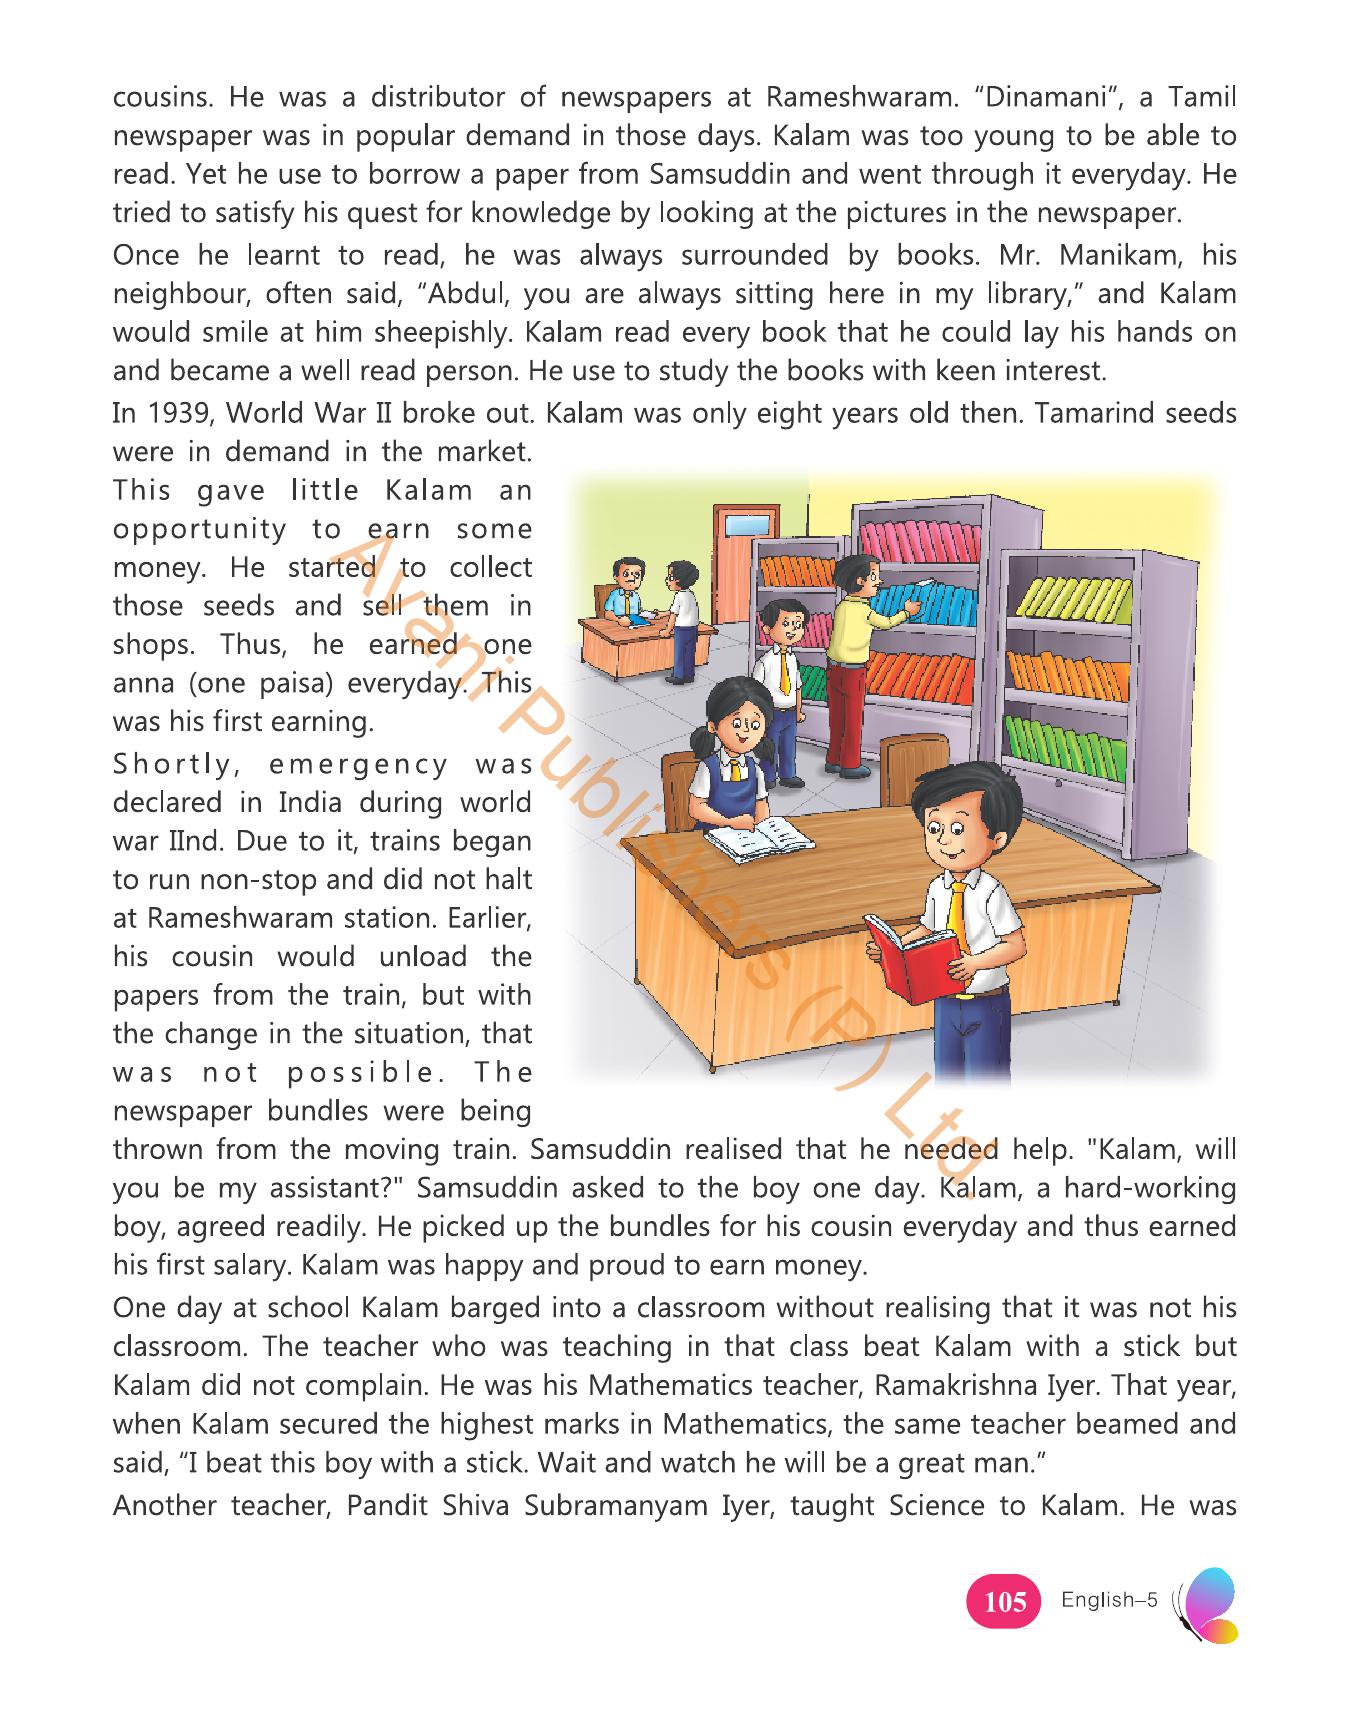 cousins. He was a distributor of newspapers at Rameshwaram. “Dinamani”, a Tamil
newspaper was in popular demand in those days. Kalam was too young to be able to
read. Yet he use to borrow a paper from Samsuddin and went through it everyday. He
tried to satisfy his quest for knowledge by looking at the pictures in the newspaper.
Once he learnt to read, he was always surrounded by books. Mr. Manikam, his
neighbour, often said, “Abdul, you are always sitting here in my library,” and Kalam
would smile at him sheepishly. Kalam read every book that he could lay his hands on
and became a well read person. He use to study the books with keen interest.
In 1939, World War II broke out. Kalam was only eight years old then. Tamarind seeds
were in demand in the market.
This gave little Kalam an
opportunity to earn some
money. He started to collect
those seeds and sell them in
shops. Thus, he earned one
anna (one paisa) everyday. This
was his first earning.
Shortly, emergency was
declared in India during world
war IInd. Due to it, trains began
to run non-stop and did not halt
at Rameshwaram station. Earlier,
his cousin would unload the
papers from the train, but with
the change in the situation, that
was not possible. The
newspaper bundles were being
thrown from the moving train. Samsuddin realised that he needed help. "Kalam, will
you be my assistant?" Samsuddin asked to the boy one day. Kalam, a hard-working
boy, agreed readily. He picked up the bundles for his cousin everyday and thus earned
his first salary. Kalam was happy and proud to earn money.
One day at school Kalam barged into a classroom without realising that it was not his
classroom. The teacher who was teaching in that class beat Kalam with a stick but
Kalam did not complain. He was his Mathematics teacher, Ramakrishna Iyer. That year,
when Kalam secured the highest marks in Mathematics, the same teacher beamed and
said, “I beat this boy with a stick. Wait and watch he will be a great man.”
Another teacher, Pandit Shiva Subramanyam Iyer, taught Science to Kalam. He was
Avani Publishers (P) Ltd.
105 English–5